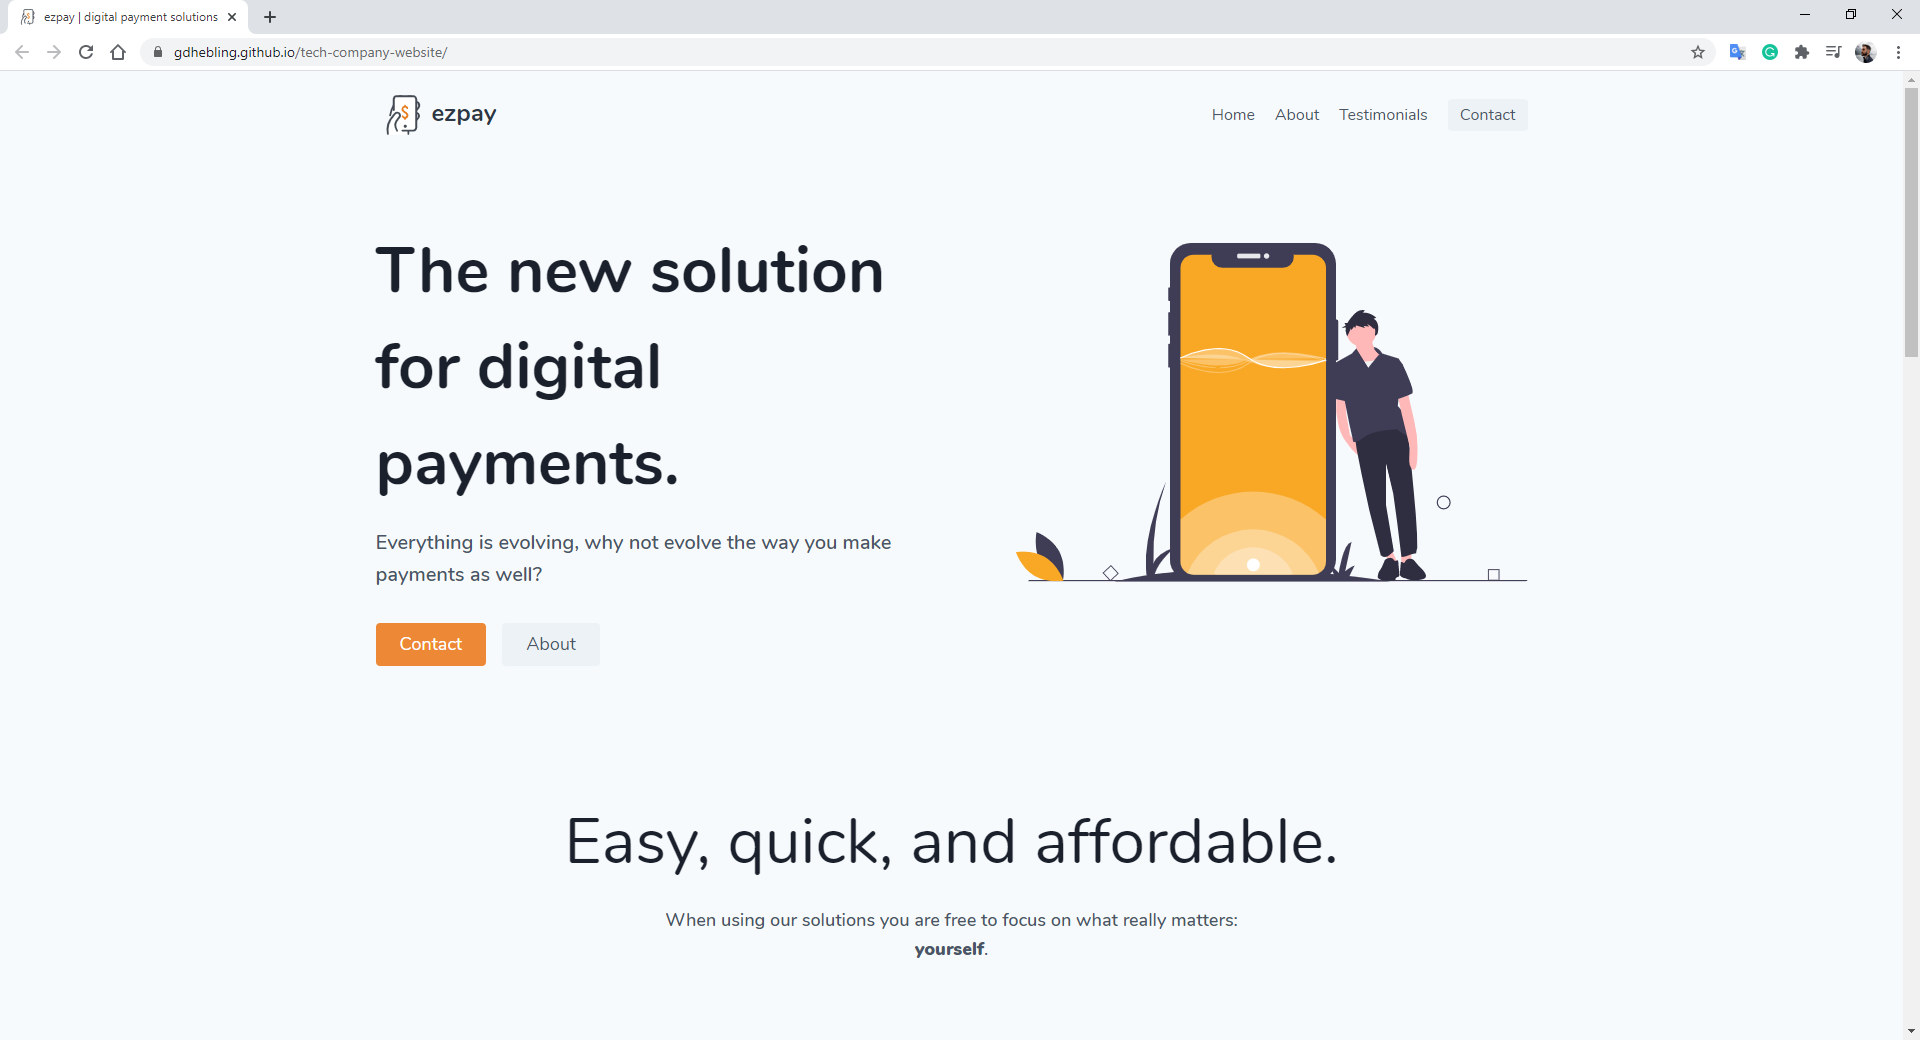 ezpay | digital payment solutions
gdhebling.github.io/tech-company-website/
ezpay
Home
About
Testimonials
Contact
The new solution
for digital
payments.
Everything is evolving, why not evolve the way you make
payments as well?
Contact
About
Easy, quick, and affordable.
When using our solutions you are free to focus on what really matters:
yourself.